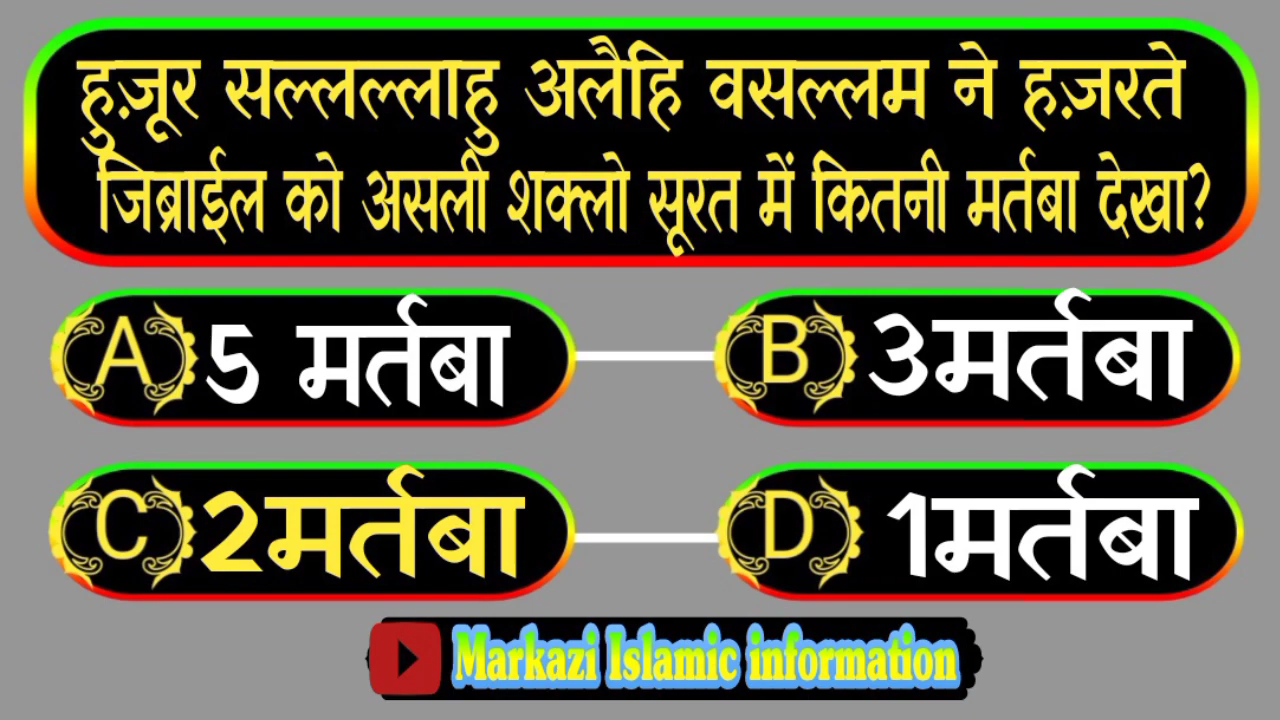 हुज़ूर सल्लल्लाहु अलैहि वसल्लम ने हज़रते
जिब्राईल को असली शक्लो सूरत में कितनी मर्तबा देखा?
A 5 मर्तबा
B 3मर्तबा
C 2मर्तबा
D 1मर्तबा
Markazi Islamic information